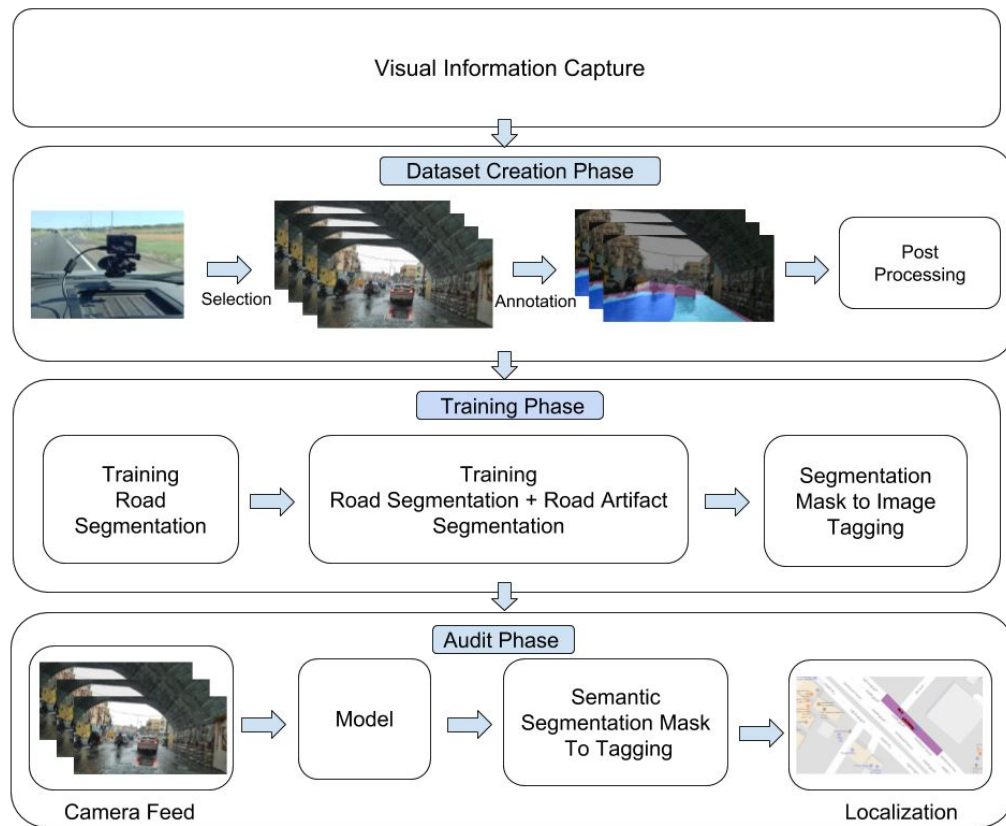 Visual Information Capture
Dataset Creation Phase
Selection
Annotation
Post
Processing
Training Phase
Training
Road
Segmentation
Training
Road Segmentation + Road Artifact
Segmentation
Segmentation
Mask to Image
Tagging
Audit Phase
Camera Feed
Model
Semantic
Segmentation Mask
To Tagging
Localization